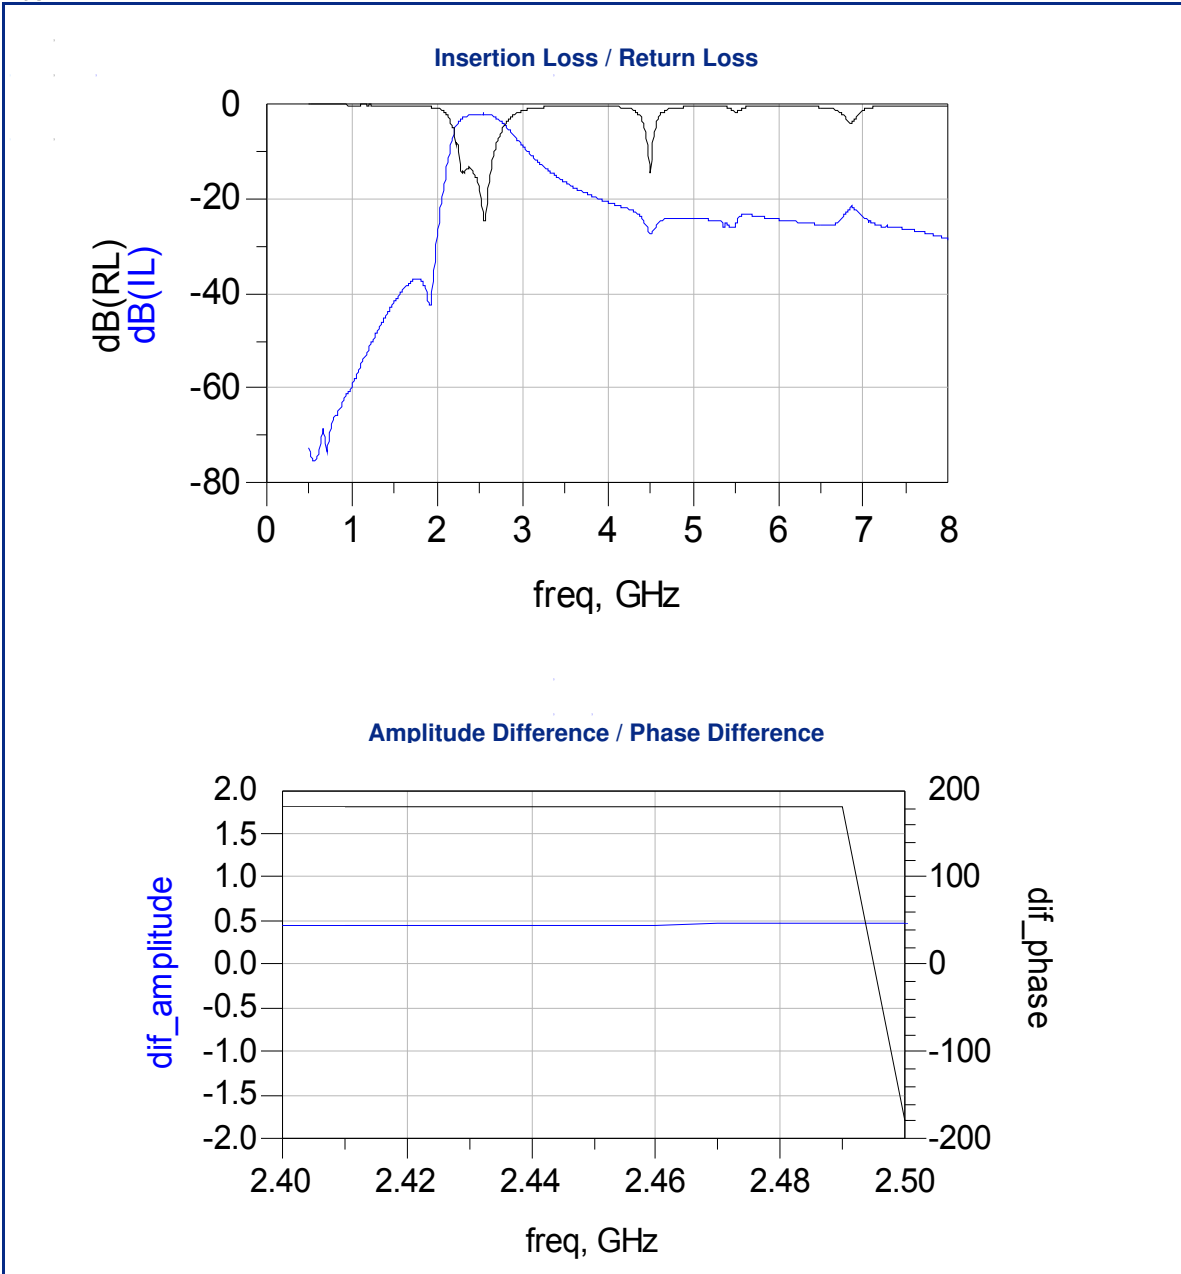 Insertion Loss / Return Loss
0
-20
-40
-60
-80
dB(RL)
dB(IL)
0 1 2 3 4 5 6 7 8
freq, GHz
Amplitude Difference / Phase Difference
2.0
1.5
1.0
0.5
0.0
-0.5
-1.0
-1.5
-2.0
dif_amplitude
200
100
0
-100
-200
dif_phase
2.40 2.42 2.44 2.46 2.48 2.50
freq, GHz